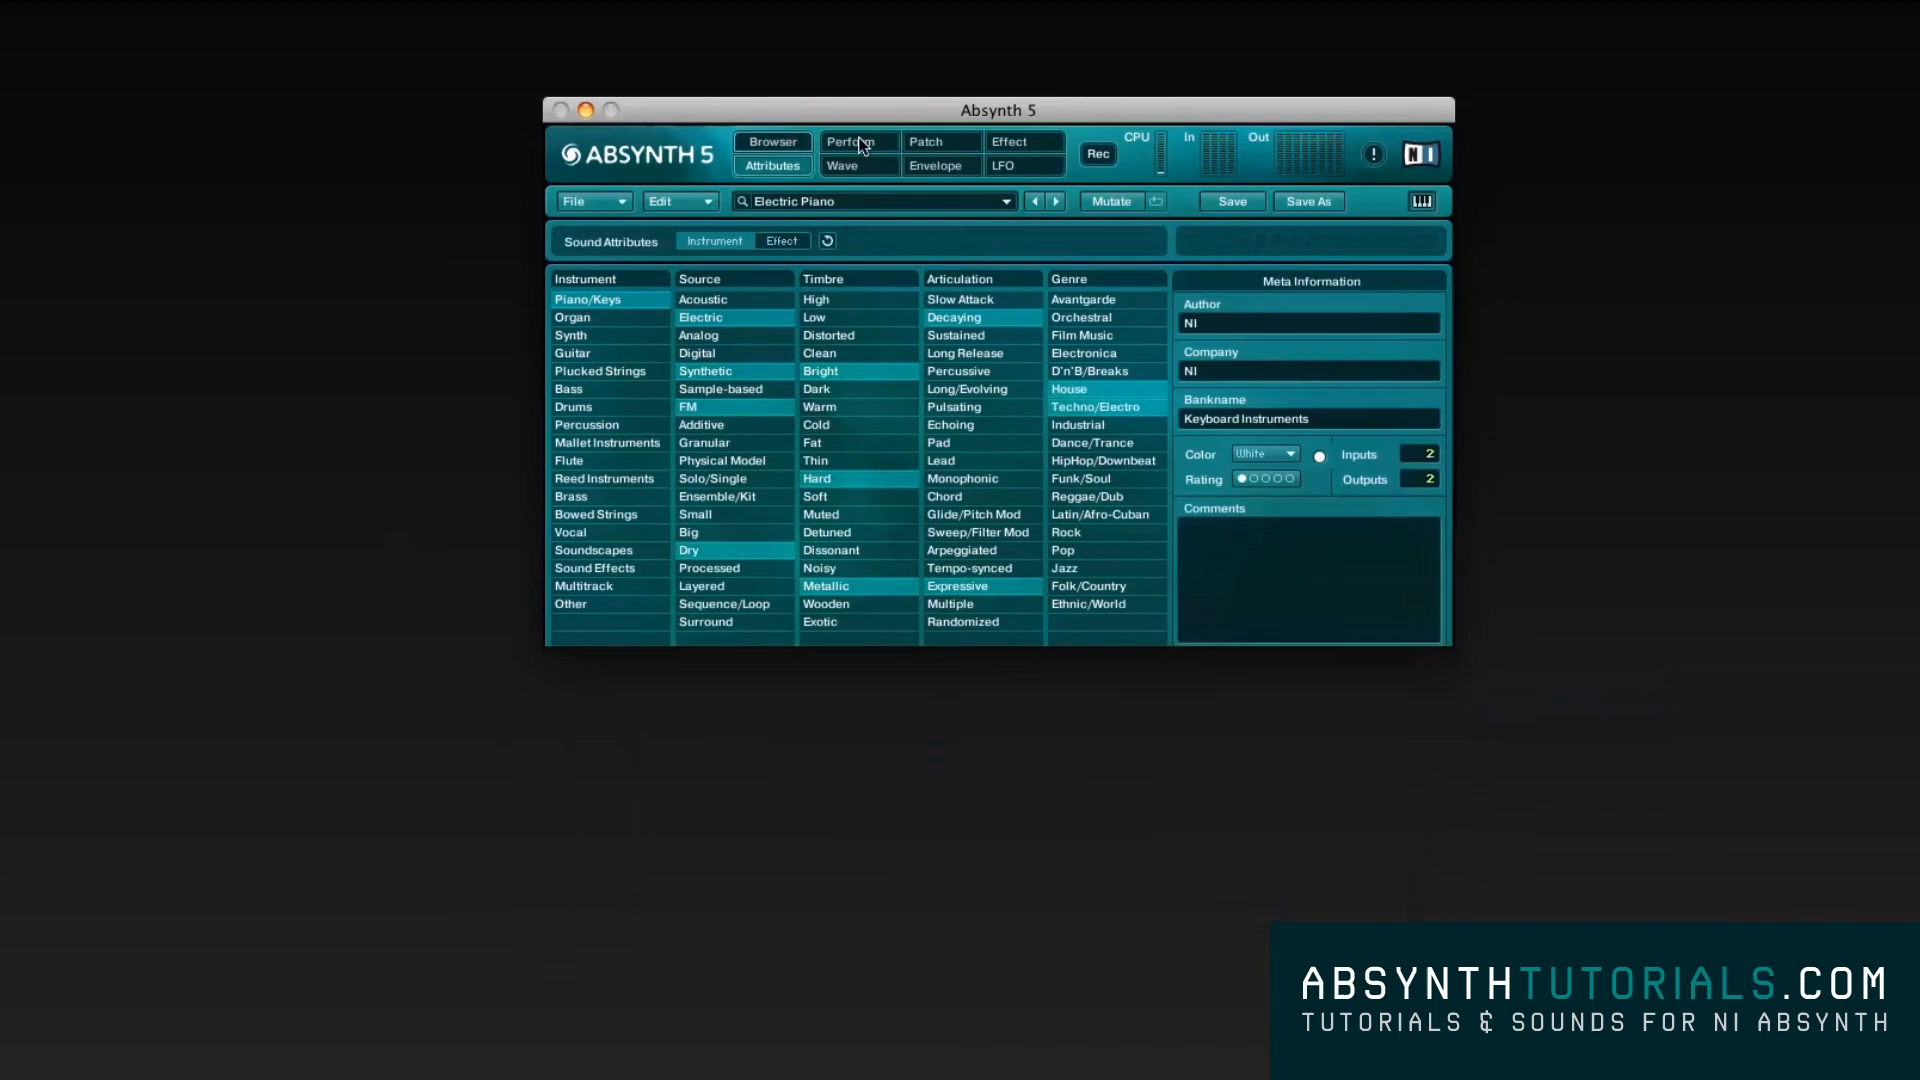 Absynth 5
ABSYNTH 5
Browser Perform Patch Effect
Attributes Wave Envelope LFO
Rec
CPU In Out
!
NI
File Edit Electric Piano Mutate Save Save As
Sound Attributes Instrument Effect
Instrument Source Timbre Articulation Genre
Piano/Keys Acoustic High Slow Attack Avantgarde
Organ Electric Low Decaying Orchestral
Synth Analog Distorted Sustained Film Music
Guitar Digital Clean Long Release Electronica
Plucked Strings Synthetic Bright Percussive D'n'B/Breaks
Bass Sample-based Dark Long/Evolving House
Drums FM Warm Pulsating Techno/Electro
Percussion Additive Cold Echoing Industrial
Mallet Instruments Granular Fat Pad Dance/Trance
Flute Physical Model Thin Lead HipHop/Downbeat
Reed Instruments Solo/Single Hard Monophonic Funk/Soul
Brass Ensemble/Kit Soft Chord Reggae/Dub
Bowed Strings Small Muted Glide/Pitch Mod Latin/Afro-Cuban
Vocal Big Detuned Sweep/Filter Mod Rock
Soundscapes Dry Dissonant Arpeggiated Pop
Sound Effects Processed Noisy Tempo-synced Jazz
Multitrack Layered Metallic Expressive Folk/Country
Other Sequence/Loop Wooden Multiple Ethnic/World
Surround Exotic Randomized
Meta Information
Author
NI
Company
NI
Bankname
Keyboard Instruments
Color White Inputs 2
Rating Outputs 2
Comments
ABSYNTHTUTORIALS.COM
TUTORIALS & SOUNDS FOR NI ABSYNTH